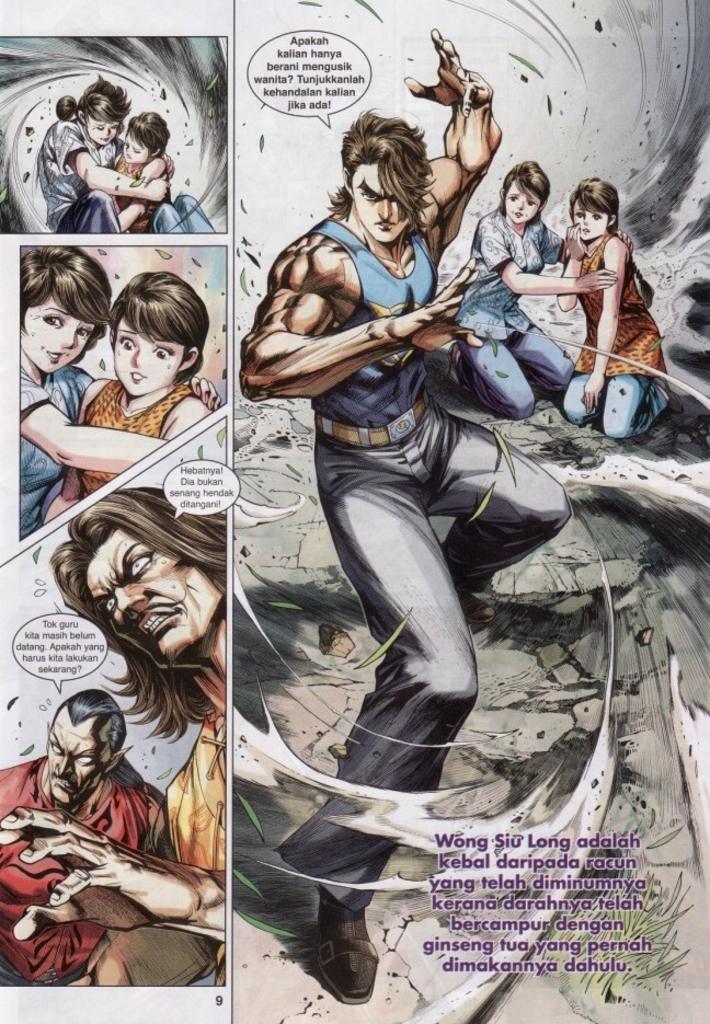 Apakah
kalian hanya
berani mengusik
wanita? Tunjukkanlah
kehandalan kalian
jika ada!
Hebatnya!
Dia bukan
senang hendak
ditangani!
Tok guru
kita masih belum
datang. Apakah yang
harus kita lakukan
sekarang?
Wong Siu Long adalah
kebal daripada racun
yang telah diminumnya
kerana darahnya telah
bercampur dengan
ginseng tua yang pernah
dimakannya dahulu.
9